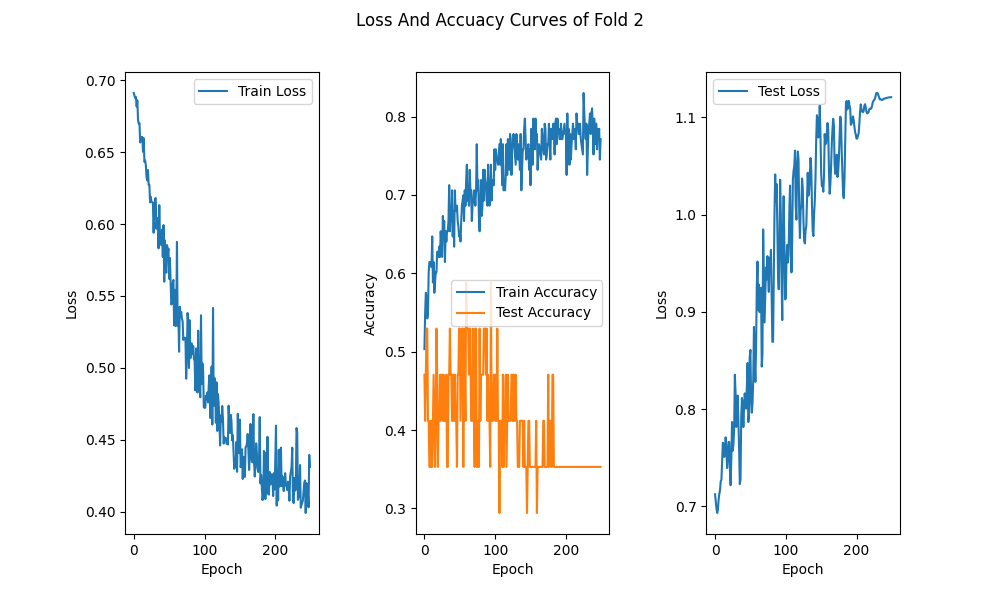 Loss And Accuacy Curves of Fold 2
Train Loss
0.70
0.65
0.60
0.55
0.50
0.45
0.40
Loss
0
100
200
Epoch
Train Accuracy
Test Accuracy
0.8
0.7
0.6
0.5
0.4
0.3
Accuracy
0
100
200
Epoch
Test Loss
1.1
1.0
0.9
0.8
0.7
Loss
0
100
200
Epoch